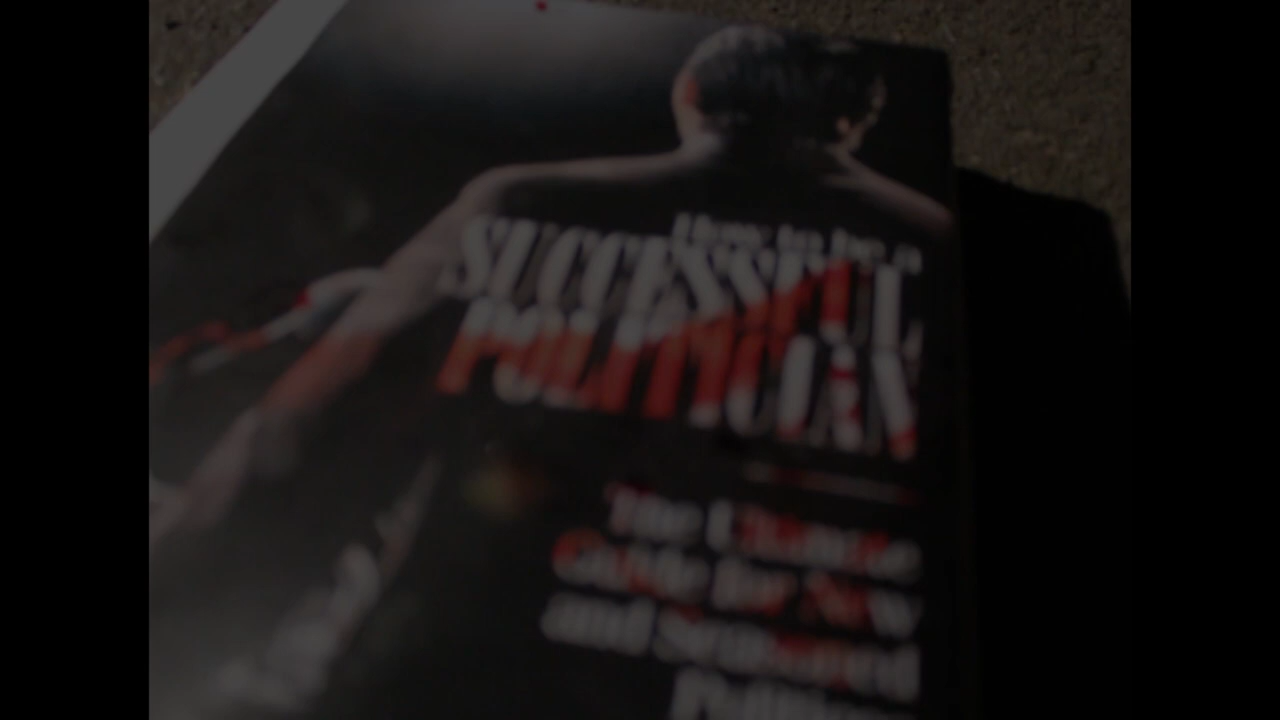 How to be a
SUCCESSFUL
POLITICIAN
The Ultimate
Guide for New
and Seasoned